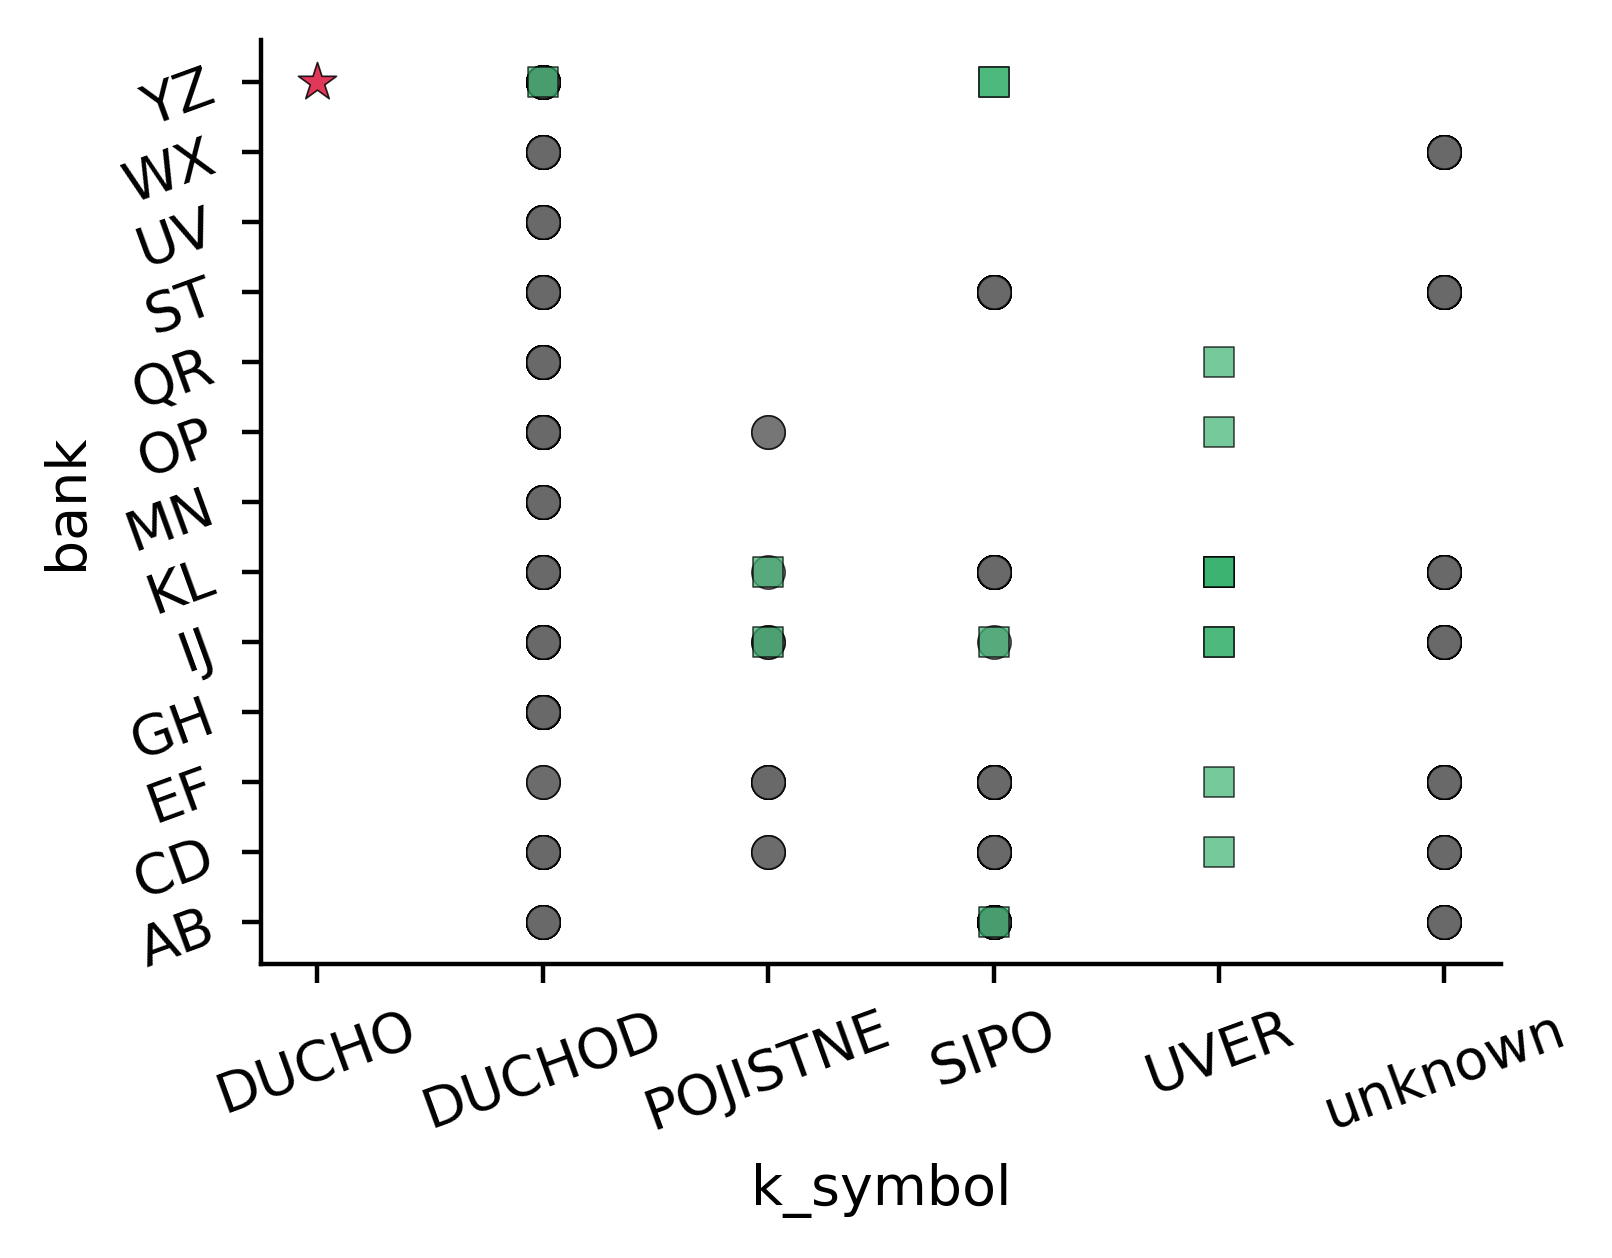 YZ
WX
UV
ST
QR
OP
MN
KL
IJ
GH
EF
CD
AB
bank
DUCHO
DUCHOD
POJISTNE
SIPO
UVER
unknown
k_symbol